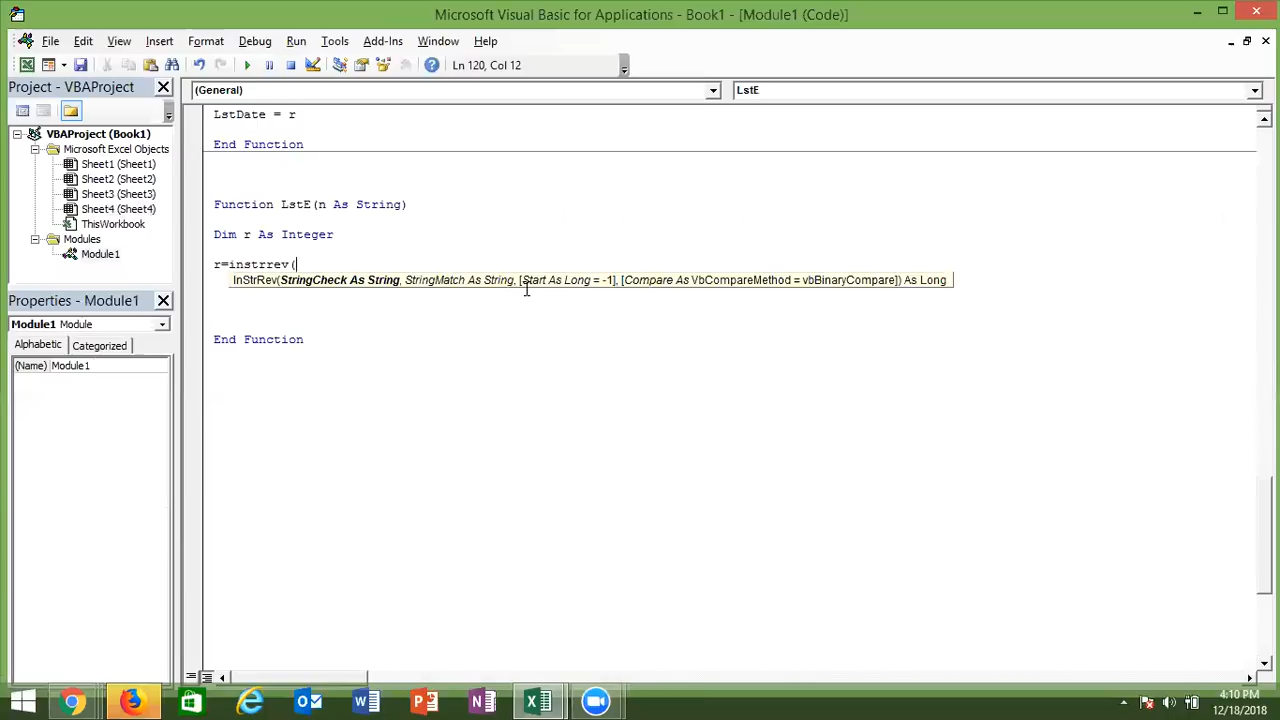 Microsoft Visual Basic for Applications - Book1 - [Module1 (Code)]
File Edit View Insert Format Debug Run Tools Add-Ins Window Help
Ln 120, Col 12
Project - VBAProject
(General)
LstE
VBAProject (Book1)
Microsoft Excel Objects
Sheet1 (Sheet1)
Sheet2 (Sheet2)
Sheet3 (Sheet3)
Sheet4 (Sheet4)
ThisWorkbook
Modules
Module1
Properties - Module1
Module1 Module
Alphabetic Categorized
(Name) Module1
LstDate = r
End Function
Function LstE(n As String)
Dim r As Integer
r=instrrev(
InStrRev(StringCheck As String, StringMatch As String, [Start As Long = -1], [Compare As VbCompareMethod = vbBinaryCompare]) As Long
End Function
4:10 PM
12/18/2018